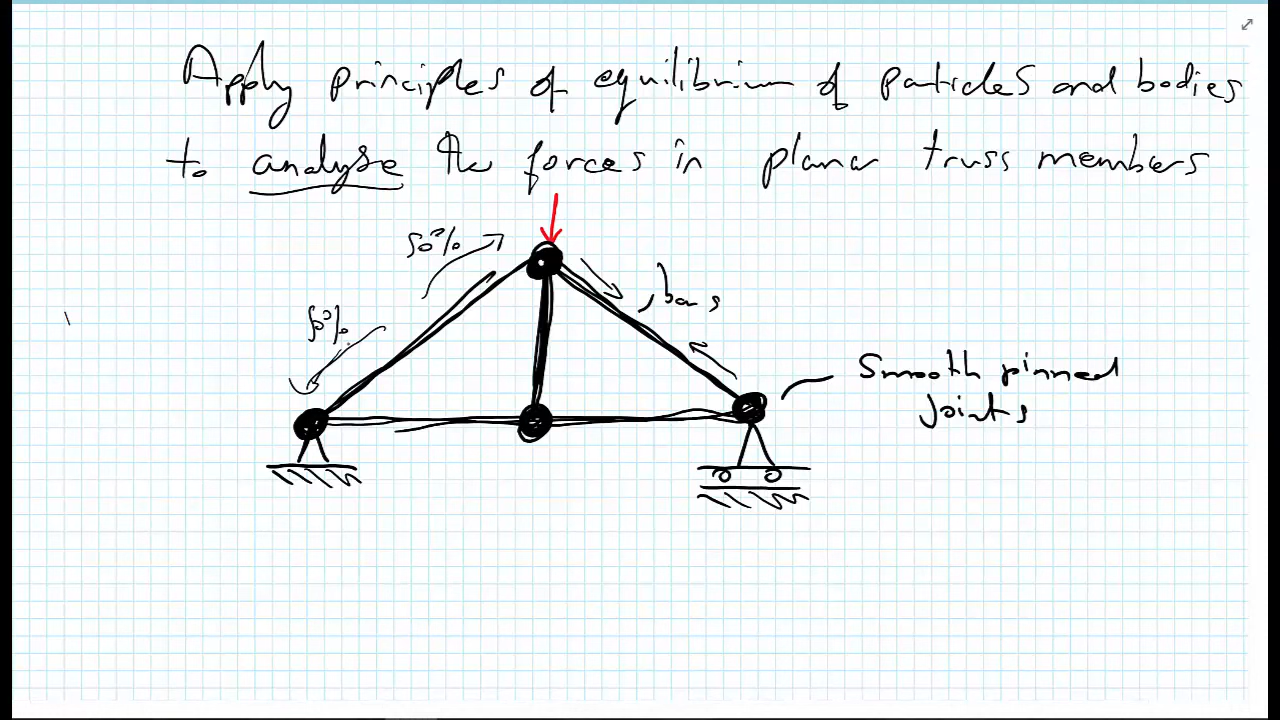 Apply principles of equilibrium of particles and bodies
to analyse the forces in planar truss members
50%
50%
bars
Smooth pinned
Joints